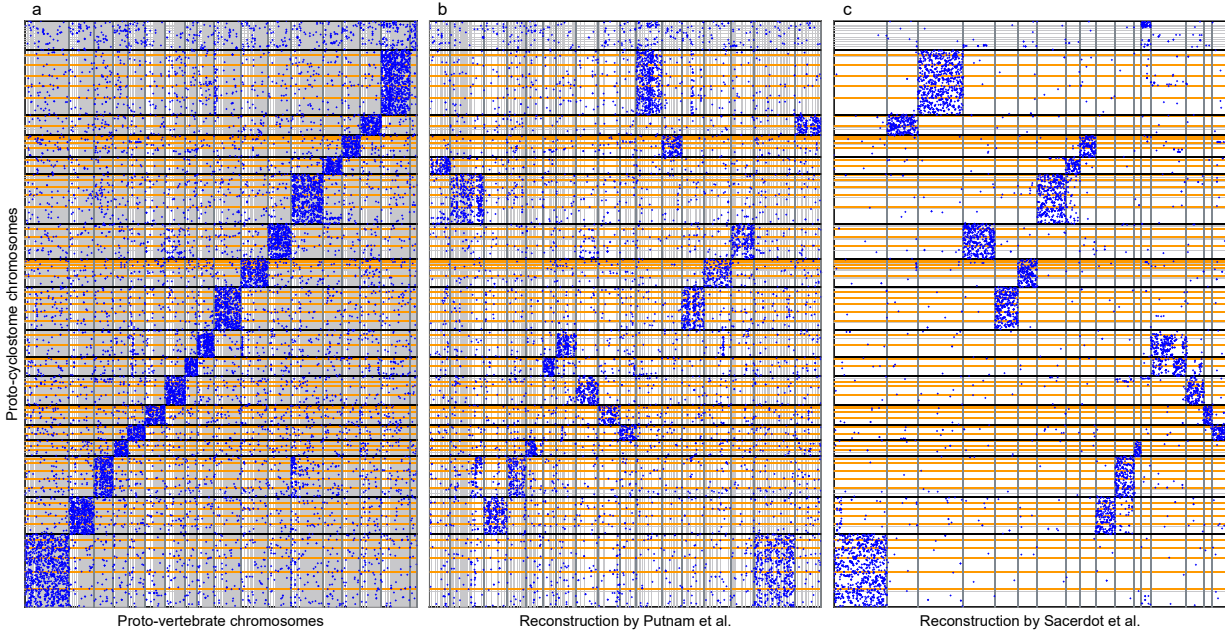 a
b
c
Proto-cyclostome chromosomes
Proto-vertebrate chromosomes
Reconstruction by Putnam et al.
Reconstruction by Sacerdot et al.